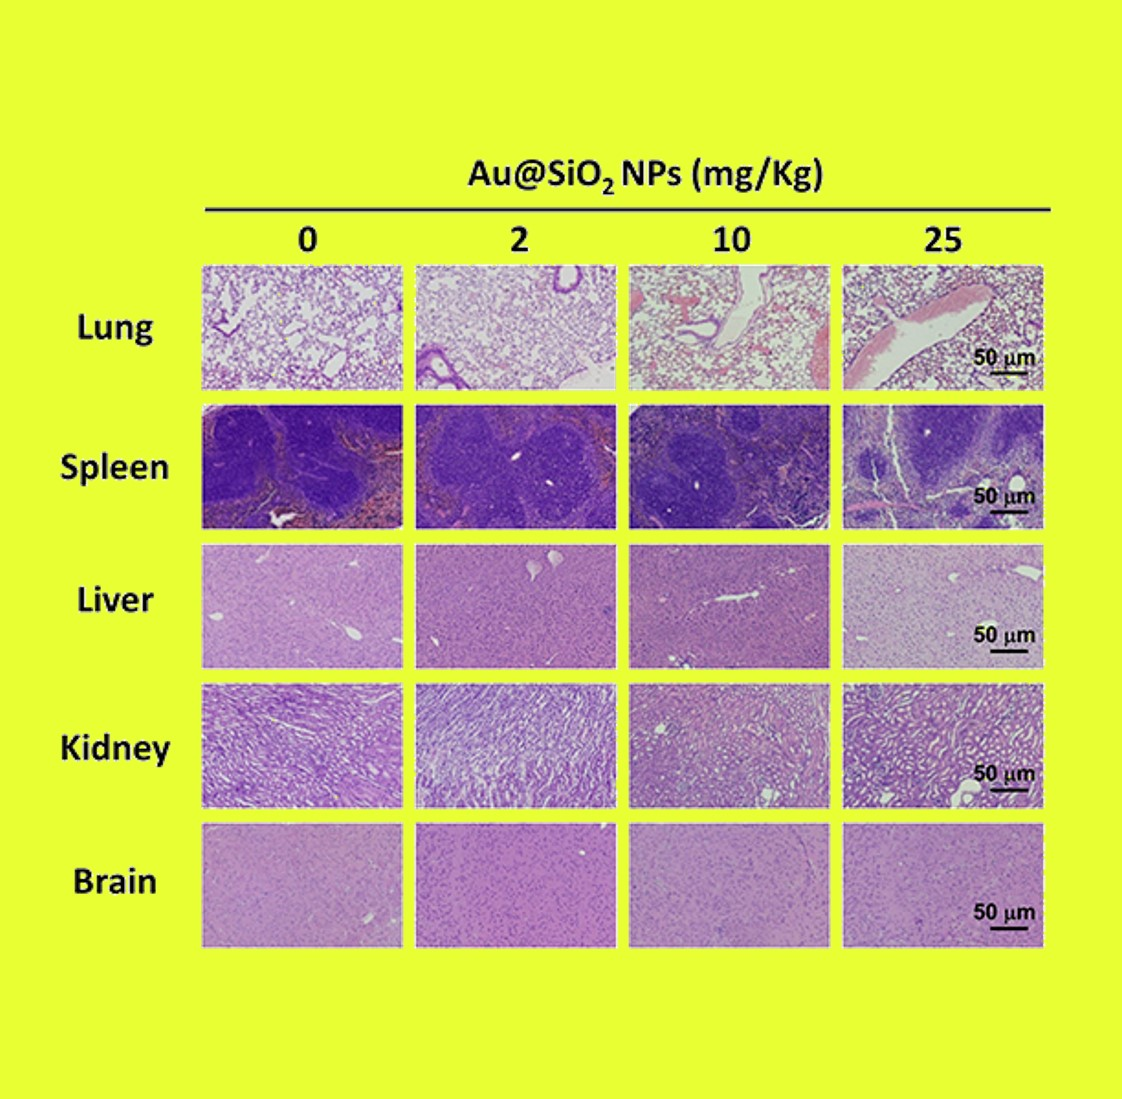 Au@SiO₂ NPs (mg/Kg)
0 2 10 25
Lung
50 µm
Spleen
50 µm
Liver
50 µm
Kidney
50 µm
Brain
50 µm